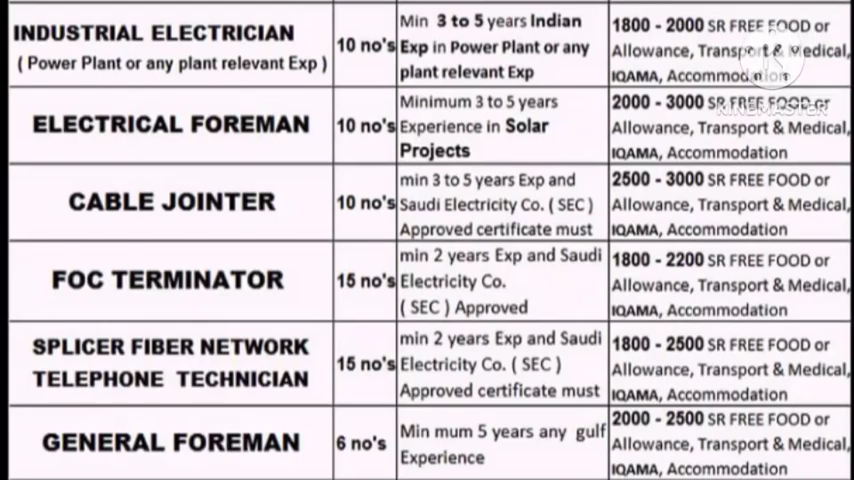 INDUSTRIAL ELECTRICIAN
( Power Plant or any plant relevant Exp )
10 no's
Min 3 to 5 years Indian
Exp in Power Plant or any
plant relevant Exp
1800 - 2000 SR FREE FOOD or
Allowance, Transport & Medical,
IQAMA, Accommodation
ELECTRICAL FOREMAN
10 no's
Minimum 3 to 5 years
Experience in Solar
Projects
2000 - 3000 SR FREE FOOD or
Allowance, Transport & Medical,
IQAMA, Accommodation
CABLE JOINTER
10 no's
min 3 to 5 years Exp and
Saudi Electricity Co. ( SEC )
Approved certificate must
2500 - 3000 SR FREE FOOD or
Allowance, Transport & Medical,
IQAMA, Accommodation
FOC TERMINATOR
15 no's
min 2 years Exp and Saudi
Electricity Co.
( SEC ) Approved
1800 - 2200 SR FREE FOOD or
Allowance, Transport & Medical,
IQAMA, Accommodation
SPLICER FIBER NETWORK
TELEPHONE TECHNICIAN
15 no's
min 2 years Exp and Saudi
Electricity Co. ( SEC )
Approved certificate must
1800 - 2500 SR FREE FOOD or
Allowance, Transport & Medical,
IQAMA, Accommodation
GENERAL FOREMAN
6 no's
Min mum 5 years any gulf
Experience
2000 - 2500 SR FREE FOOD or
Allowance, Transport & Medical,
IQAMA, Accommodation
KINEMASTER